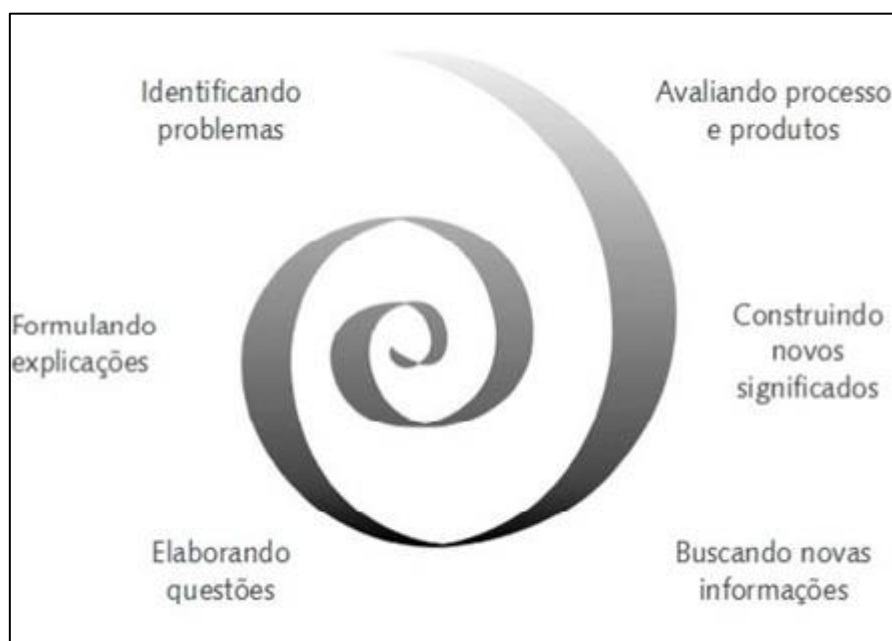 Identificando
problemas
Avaliando processo
e produtos
Formulando
explicações
Construindo
novos
significados
Elaborando
questões
Buscando novas
informações